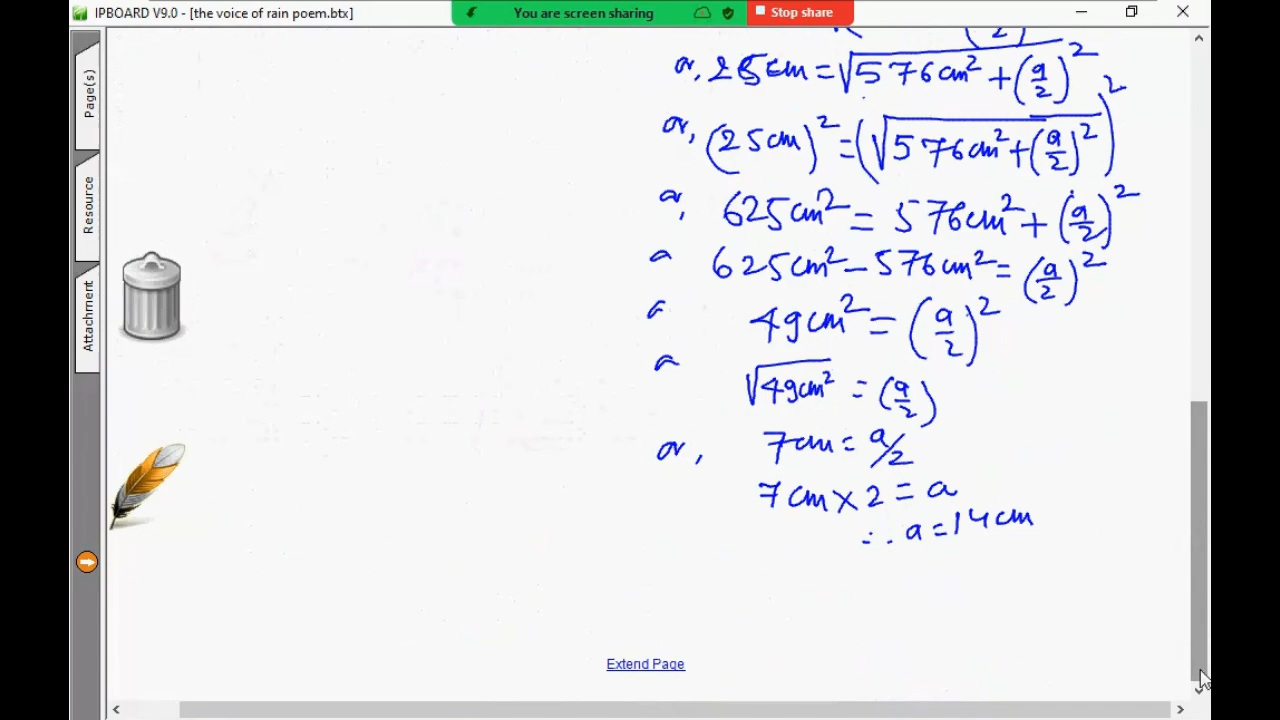 IPBOARD V9.0 - [the voice of rain poem.btx]
You are screen sharing
Stop share
Page(s)
Resource
Attachment
or, 25cm = √576cm² + (a/2)²
or, (25cm)² = (√576cm² + (a/2)²)²
or, 625cm² = 576cm² + (a/2)²
or 625cm² – 576cm² = (a/2)²
or 49cm² = (a/2)²
or √49cm² = (a/2)
or, 7cm = a/2
7cm × 2 = a
∴ a = 14cm
Extend Page